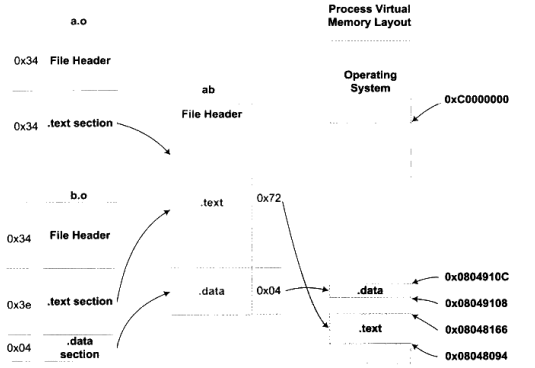 a.o
0x34 File Header
0x34 .text section
b.o
0x34 File Header
0x3e .text section
0x04 .data
section
ab
File Header
.text 0x72
.data 0x04
Process Virtual
Memory Layout
Operating
System
0xC0000000
.data
.text
0x0804910C
0x08049108
0x08048166
0x08048094